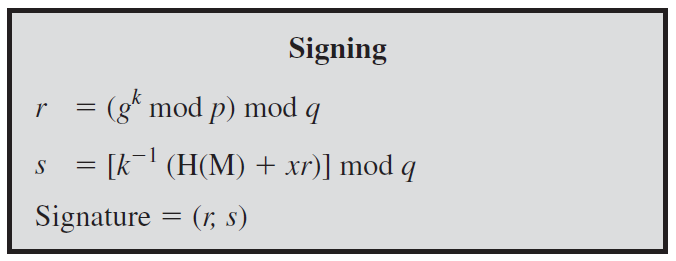 Signing
r = (g^k mod p) mod q
s = [k^−1 (H(M) + xr)] mod q
Signature = (r, s)